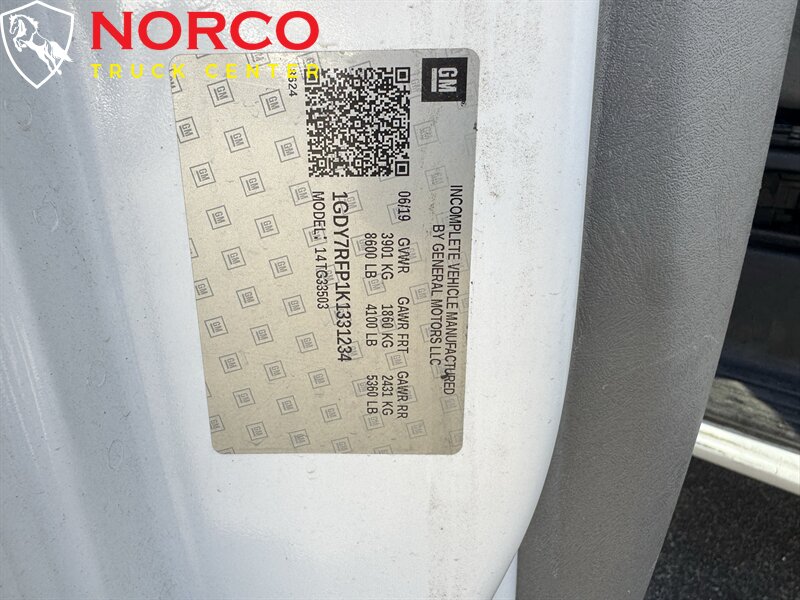 NORCO
TRUCK CENTER
GM
INCOMPLETE VEHICLE MANUFACTURED
BY GENERAL MOTORS LLC
06/19 GVWR GAWR FRT GAWR RR
3901 KG 1860 KG 2431 KG
8600 LB 4100 LB 5360 LB
1GDY7RFP1K1331234
MODEL: 14TG33503